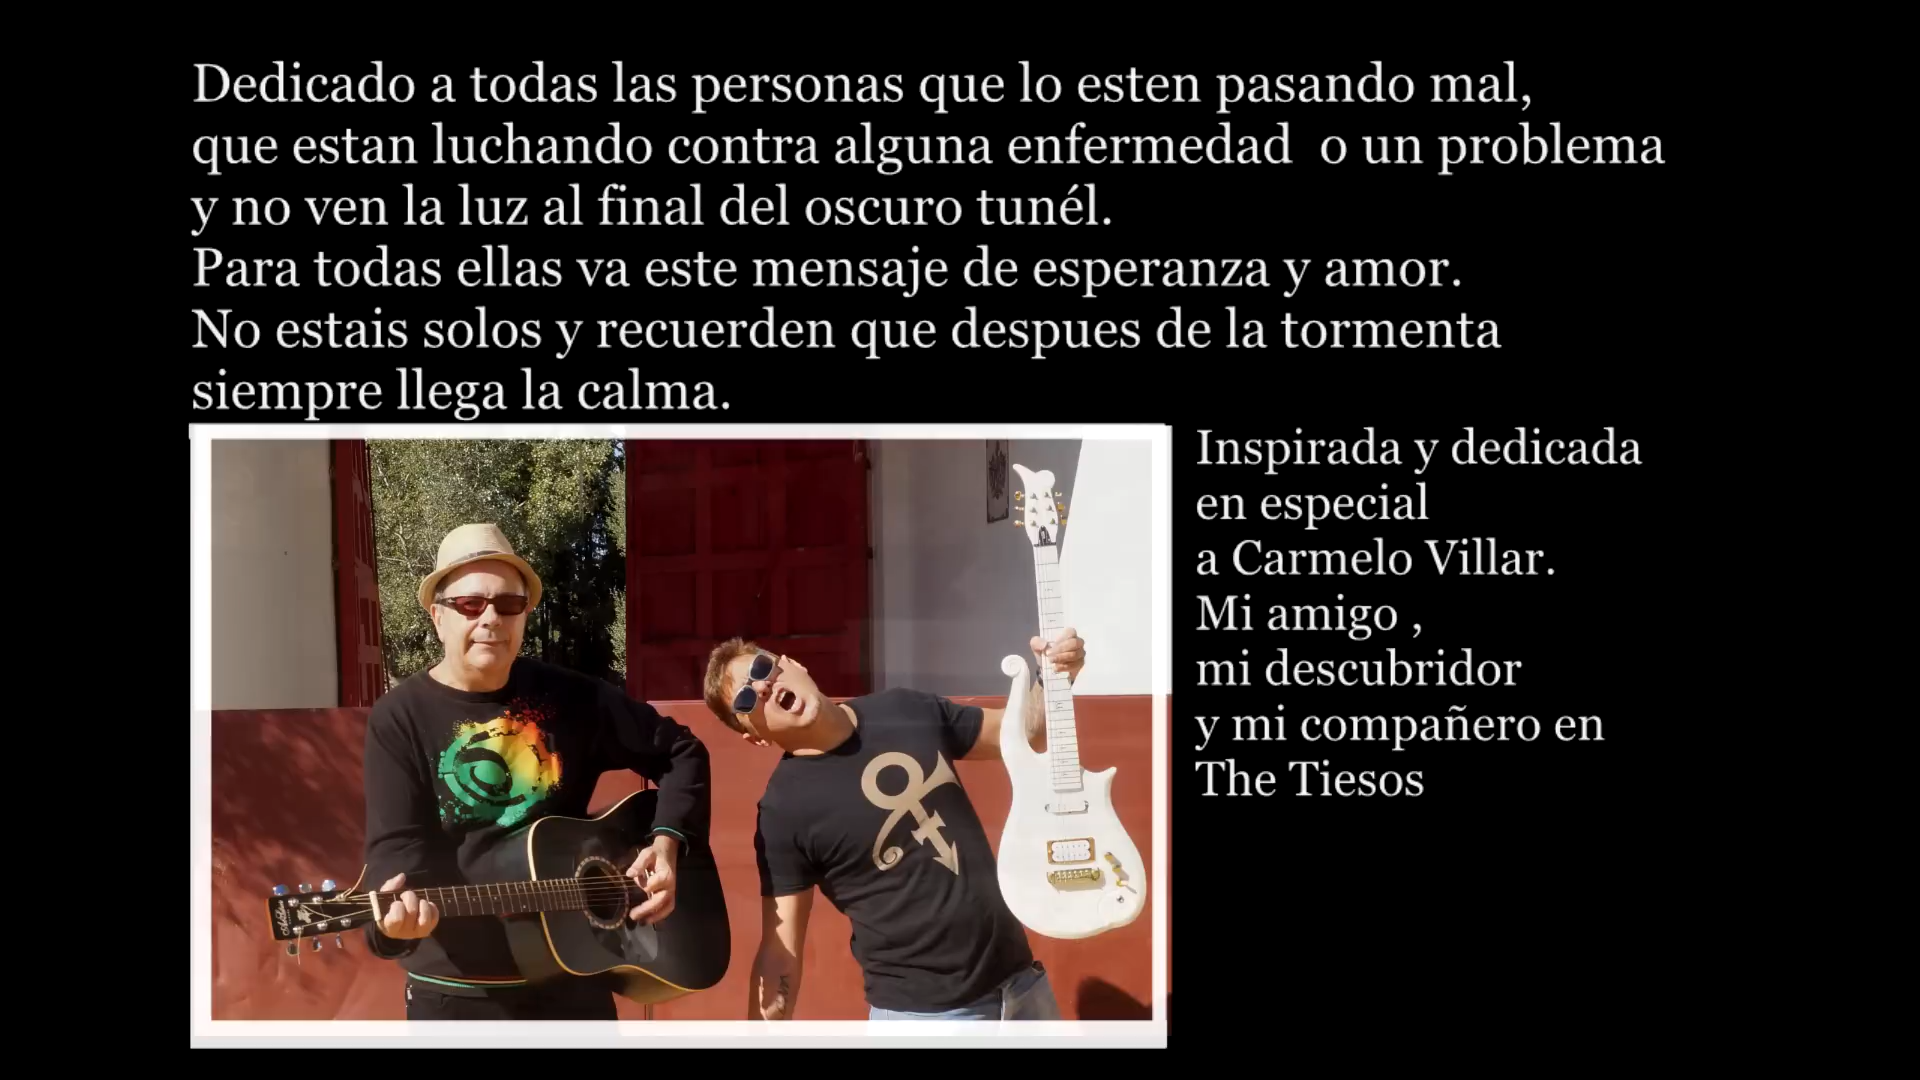 Dedicado a todas las personas que lo esten pasando mal,
que estan luchando contra alguna enfermedad o un problema
y no ven la luz al final del oscuro tunél.
Para todas ellas va este mensaje de esperanza y amor.
No estais solos y recuerden que despues de la tormenta
siempre llega la calma.
Inspirada y dedicada
en especial
a Carmelo Villar.
Mi amigo ,
mi descubridor
y mi compañero en
The Tiesos